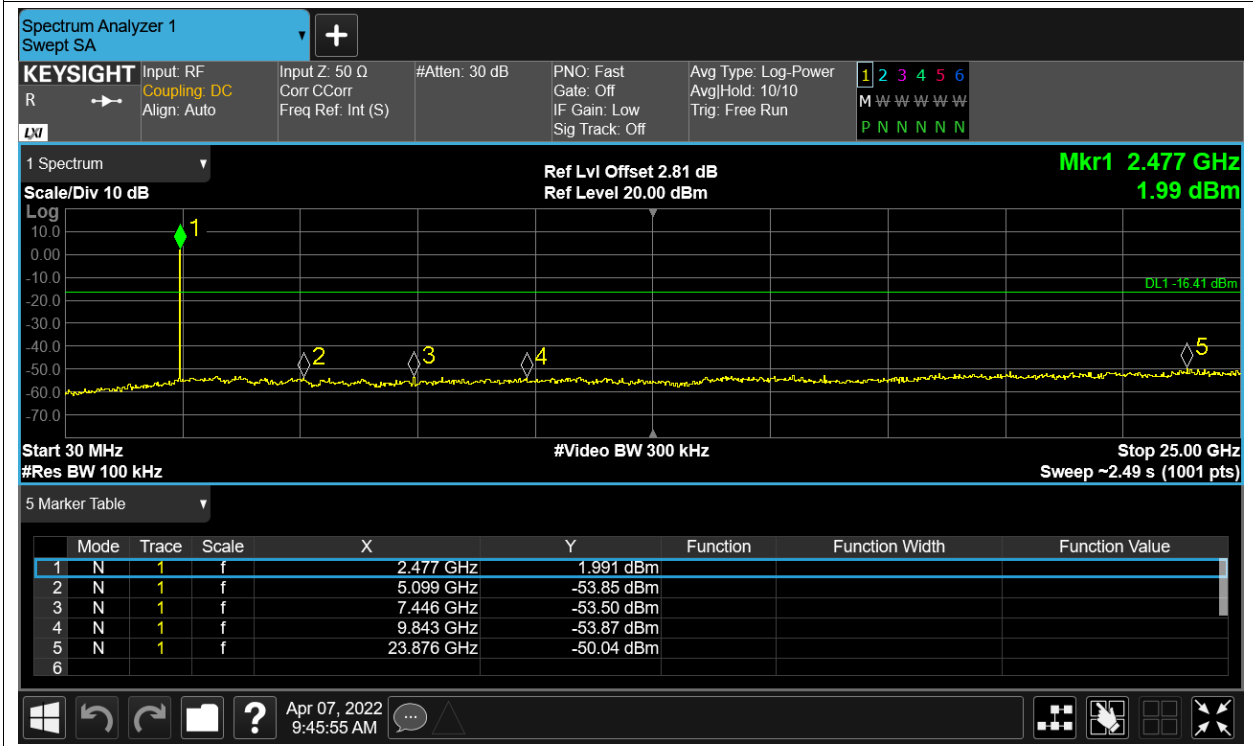 Spectrum Analyzer 1
Swept SA
+
KEYSIGHT
R
LXI
Input: RF
Coupling: DC
Align: Auto
Input Z: 50 Ω
Corr CCorr
Freq Ref: Int (S)
#Atten: 30 dB
PNO: Fast
Gate: Off
IF Gain: Low
Sig Track: Off
Avg Type: Log-Power
Avg|Hold: 10/10
Trig: Free Run
1 2 3 4 5 6
M W W W W W
P N N N N N
1 Spectrum
Scale/Div 10 dB
Ref Lvl Offset 2.81 dB
Ref Level 20.00 dBm
Mkr1 2.477 GHz
1.99 dBm
Log
10.0
0.00
-10.0
-20.0
-30.0
-40.0
-50.0
-60.0
-70.0
1
2
3
4
5
DL1 -16.41 dBm
Start 30 MHz
#Res BW 100 kHz
#Video BW 300 kHz
Stop 25.00 GHz
Sweep ~2.49 s (1001 pts)
5 Marker Table
Mode Trace Scale X Y Function Function Width Function Value
1 N 1 f 2.477 GHz 1.991 dBm
2 N 1 f 5.099 GHz -53.85 dBm
3 N 1 f 7.446 GHz -53.50 dBm
4 N 1 f 9.843 GHz -53.87 dBm
5 N 1 f 23.876 GHz -50.04 dBm
6
?
Apr 07, 2022
9:45:55 AM